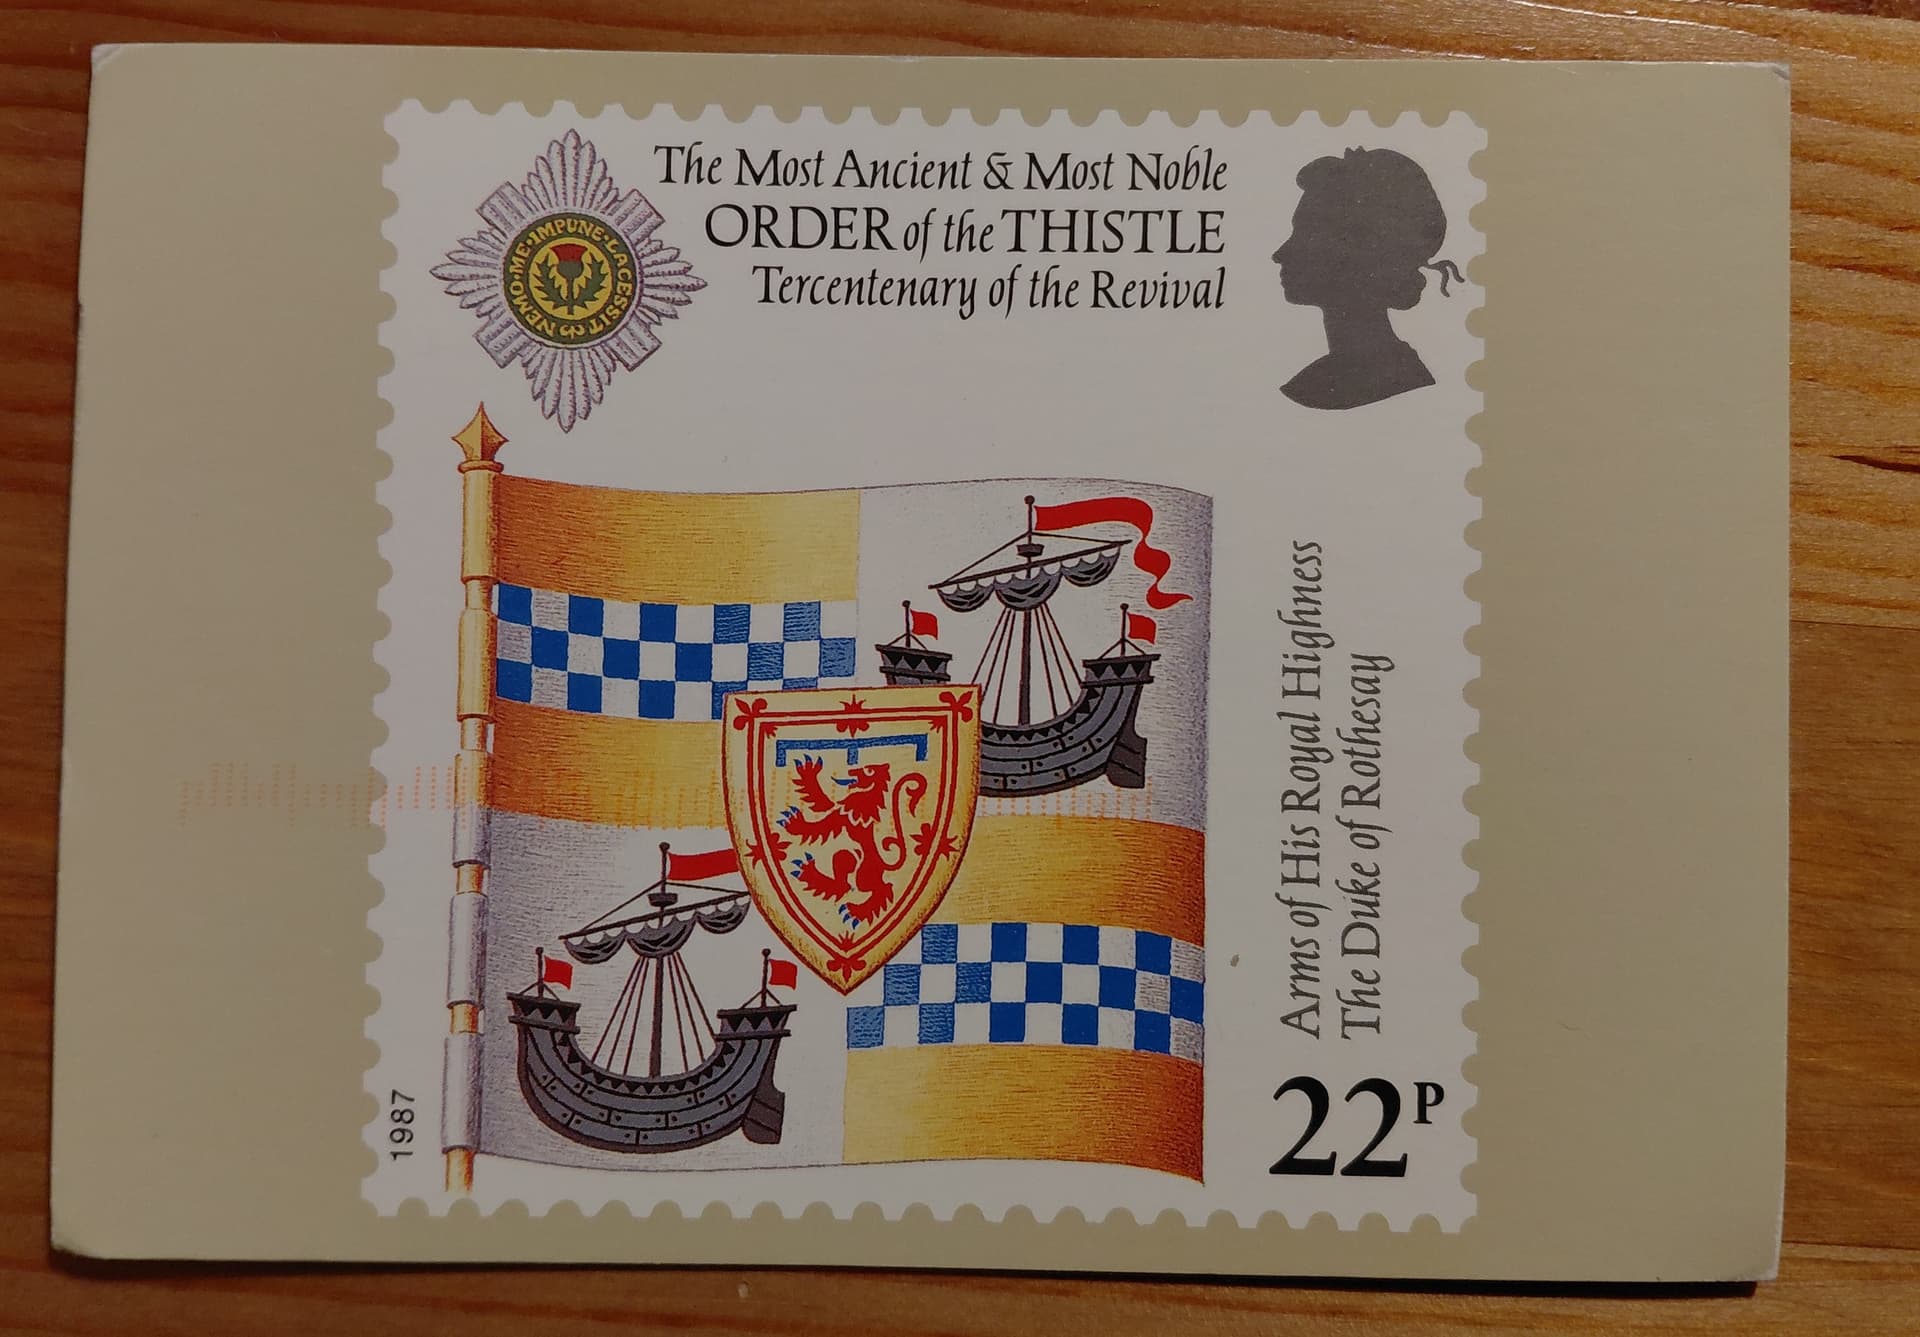 The Most Ancient & Most Noble
ORDER of the THISTLE
Tercentenary of the Revival
NEMO·ME·IMPUNE·LACESSIT
Arms of His Royal Highness
The Duke of Rothesay
22P
1987